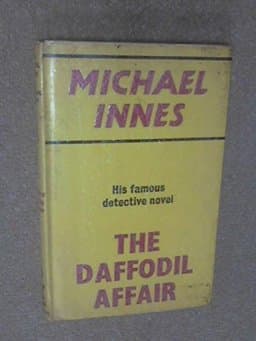 MICHAEL
INNES
His famous
detective novel
THE
DAFFODIL
AFFAIR